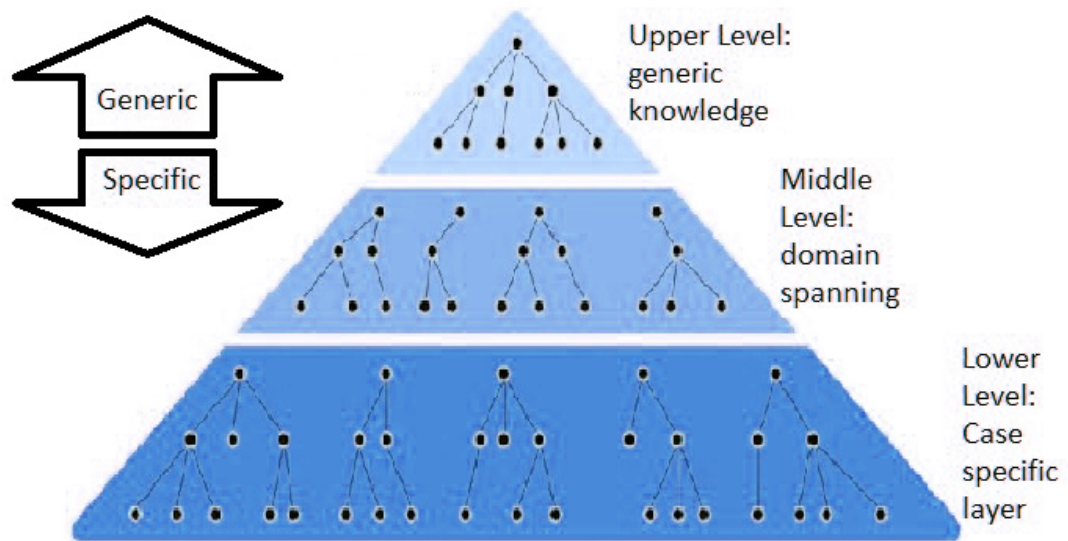 Generic
Specific
Upper Level:
generic
knowledge
Middle
Level:
domain
spanning
Lower
Level:
Case
specific
layer